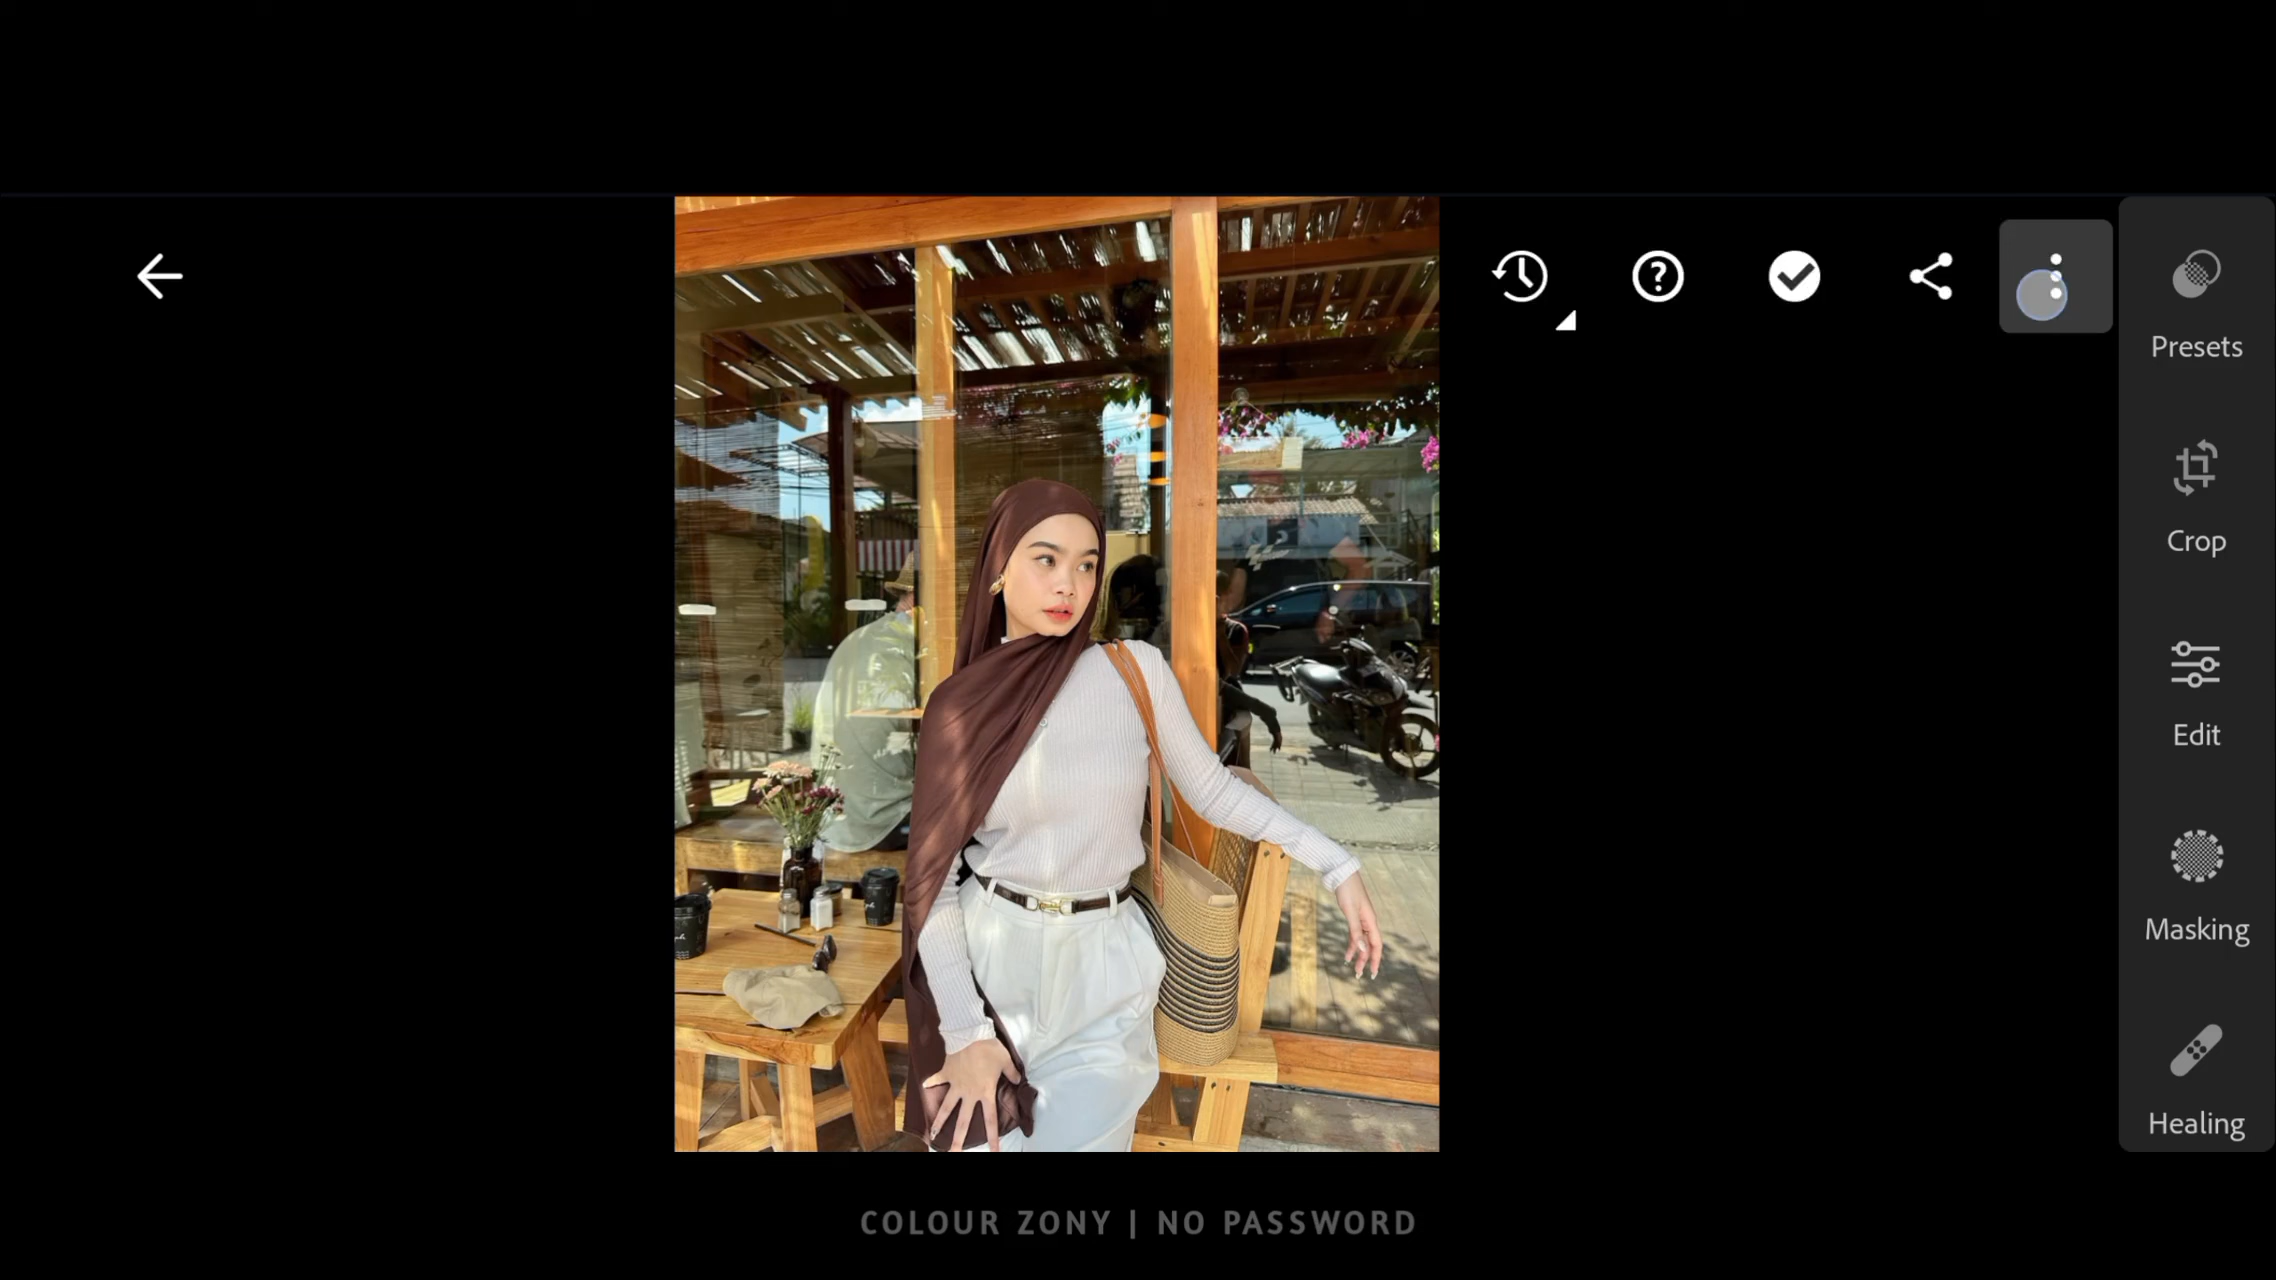 Presets
Crop
Edit
Masking
Healing
COLOUR ZONY | NO PASSWORD